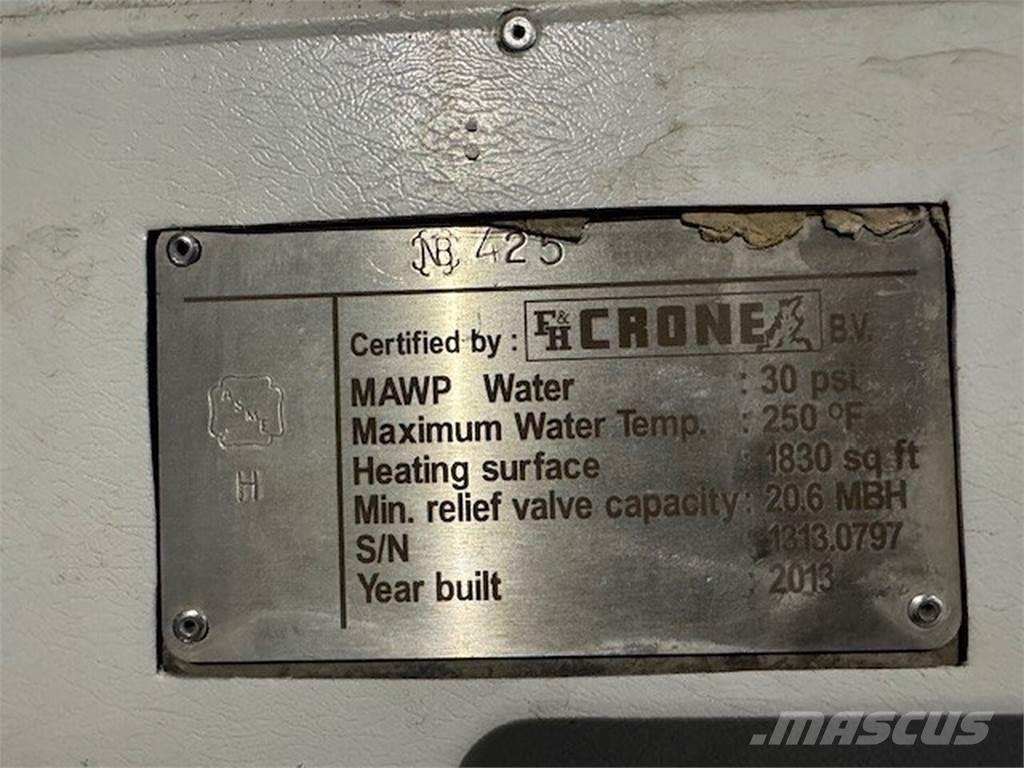 NB 425
Certified by : F&H CRONE B.V.
MAWP Water : 30 psi
Maximum Water Temp. : 250 °F
Heating surface : 1830 sq ft
Min. relief valve capacity : 20.6 MBH
S/N : 1313.0797
Year built : 2013
ASME
H
.mascus